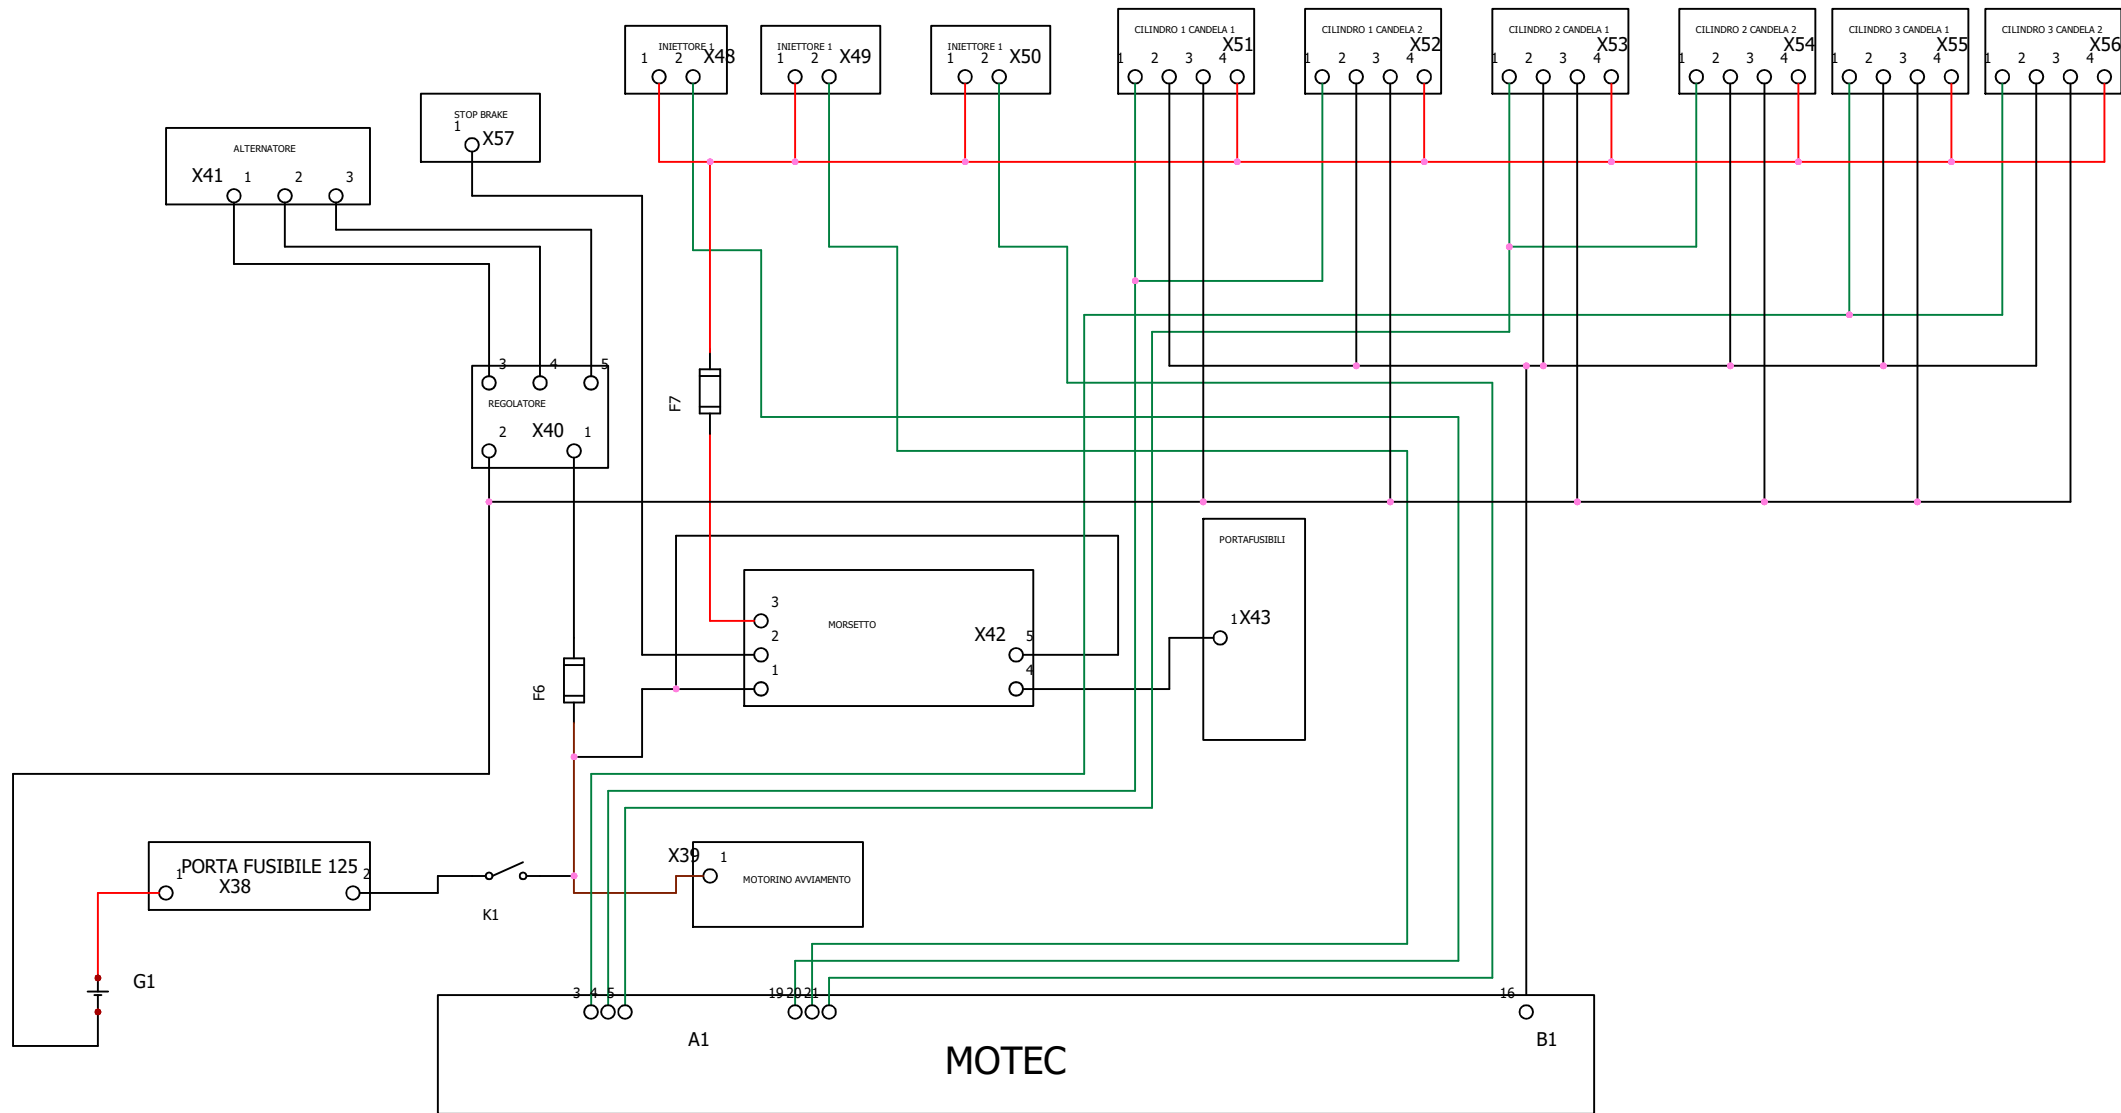 INIETTORE 1
1 2 X48
INIETTORE 1
1 2 X49
INIETTORE 1
1 2 X50
CILINDRO 1 CANDELA 1
X51
1 2 3 4
CILINDRO 1 CANDELA 2
X52
1 2 3 4
CILINDRO 2 CANDELA 1
X53
1 2 3 4
CILINDRO 2 CANDELA 2
X54
1 2 3 4
CILINDRO 3 CANDELA 1
X55
1 2 3 4
CILINDRO 3 CANDELA 2
X56
1 2 3 4
STOP BRAKE
1 X57
ALTERNATORE
X41 1 2 3
3 4 5
REGOLATORE
2 X40 1
F7
PORTAFUSIBILI
1 X43
3
MORSETTO
2 X42 5
1 4
F6
PORTA FUSIBILE 125
1 X38 2
K1
X39 1
MOTORINO AVVIAMENTO
G1
3 4 5 19 20 21 16
A1 B1
MOTEC